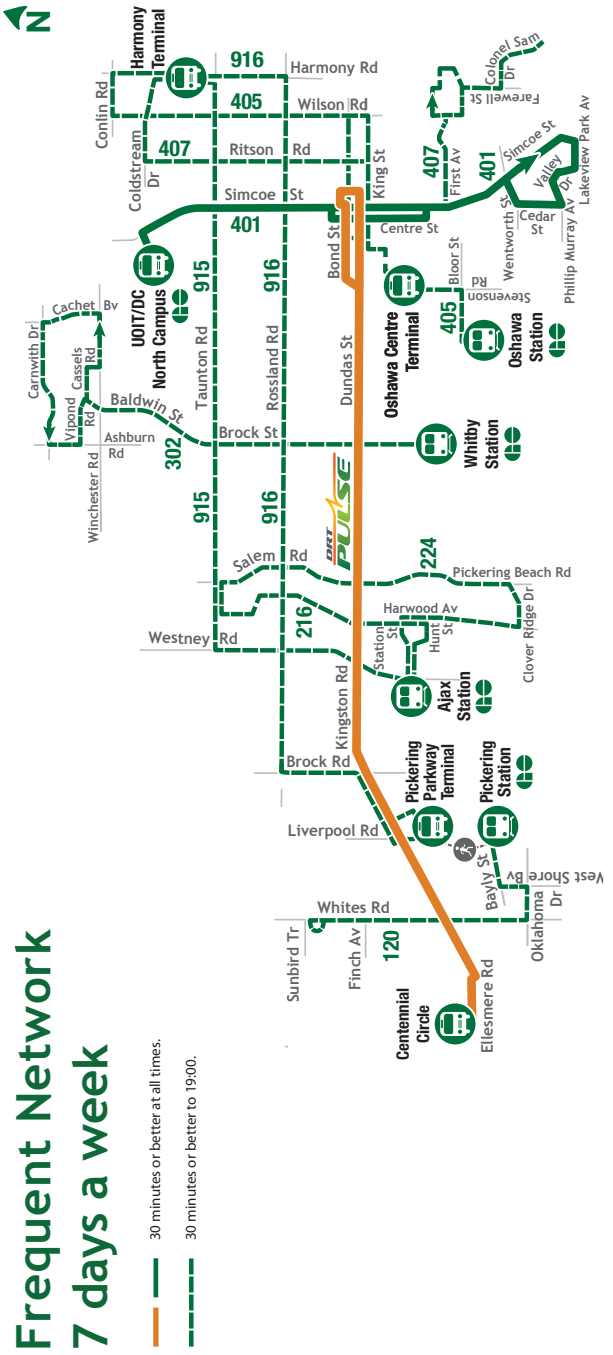 Frequent Network
7 days a week
30 minutes or better at all times.
30 minutes or better to 19:00.
N
Harmony
Terminal
916
Harmony Rd
Conlin Rd
405
Wilson Rd
407
Ritson Rd
Coldstream
Dr
Simcoe St
401
King St
Bond St
Centre St
UOIT/DC
North Campus
915
916
Taunton Rd
Rossland Rd
Dundas St
Oshawa Centre
Terminal
405
Bloor St
Stevenson
Rd
Oshawa
Station
GO
407
First Av
Farewell St
Colonel Sam
Dr
401
Simcoe St
Valley
Dr
Lakeview Park Av
Wentworth St
Cedar
St
Phillip Murray Av
Cachet Bv
Carnwith Dr
Cassels
Rd
Vipond
Rd
Baldwin St
Ashburn
Rd
Winchester Rd
302
Brock St
Whitby
Station
GO
915
916
DRT
PULSE
Salem Rd
224
Pickering Beach Rd
216
Harwood Av
Station
St
Hunt
St
Clover Ridge Dr
Westney Rd
Ajax
Station
GO
Kingston Rd
Brock Rd
Liverpool Rd
Pickering
Parkway
Terminal
Pickering
Station
GO
Bayly St
West Shore Bv
Whites Rd
Sunbird Tr
Finch Av
120
Oklahoma
Dr
Centennial
Circle
Ellesmere Rd